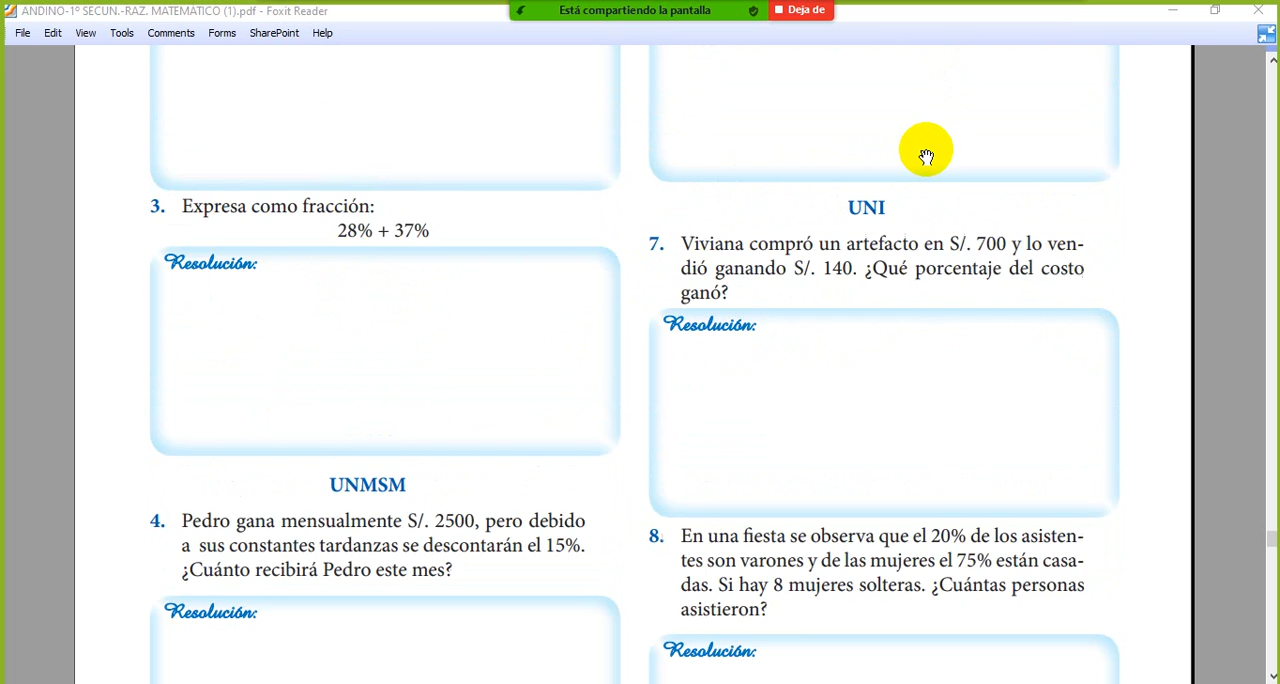 ANDINO-1º SECUN.-RAZ. MATEMATICO (1).pdf - Foxit Reader
Está compartiendo la pantalla
Deja de
File Edit View Tools Comments Forms SharePoint Help
3. Expresa como fracción:
28% + 37%
Resolución:
UNMSM
4. Pedro gana mensualmente S/. 2500, pero debido
a sus constantes tardanzas se descontarán el 15%.
¿Cuánto recibirá Pedro este mes?
Resolución:
UNI
7. Viviana compró un artefacto en S/. 700 y lo ven-
dió ganando S/. 140. ¿Qué porcentaje del costo
ganó?
Resolución:
8. En una fiesta se observa que el 20% de los asisten-
tes son varones y de las mujeres el 75% están casa-
das. Si hay 8 mujeres solteras. ¿Cuántas personas
asistieron?
Resolución: